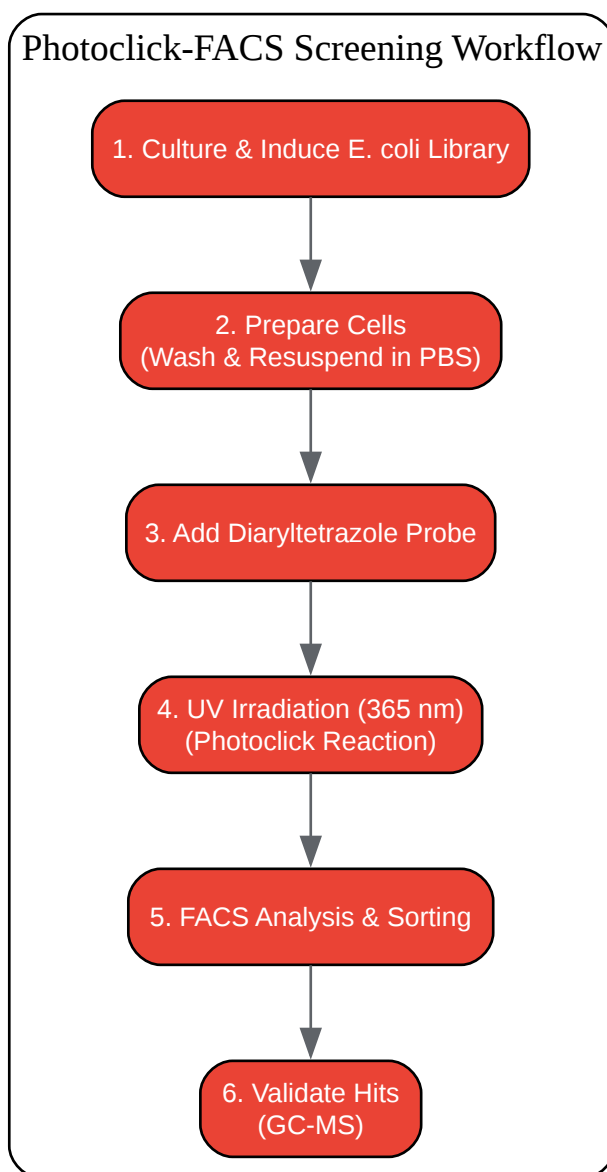 Photoclick-FACS Screening Workflow
1. Culture & Induce E. coli Library
2. Prepare Cells
(Wash & Resuspend in PBS)
3. Add Diaryltetrazole Probe
4. UV Irradiation (365 nm)
(Photoclick Reaction)
5. FACS Analysis & Sorting
6. Validate Hits
(GC-MS)